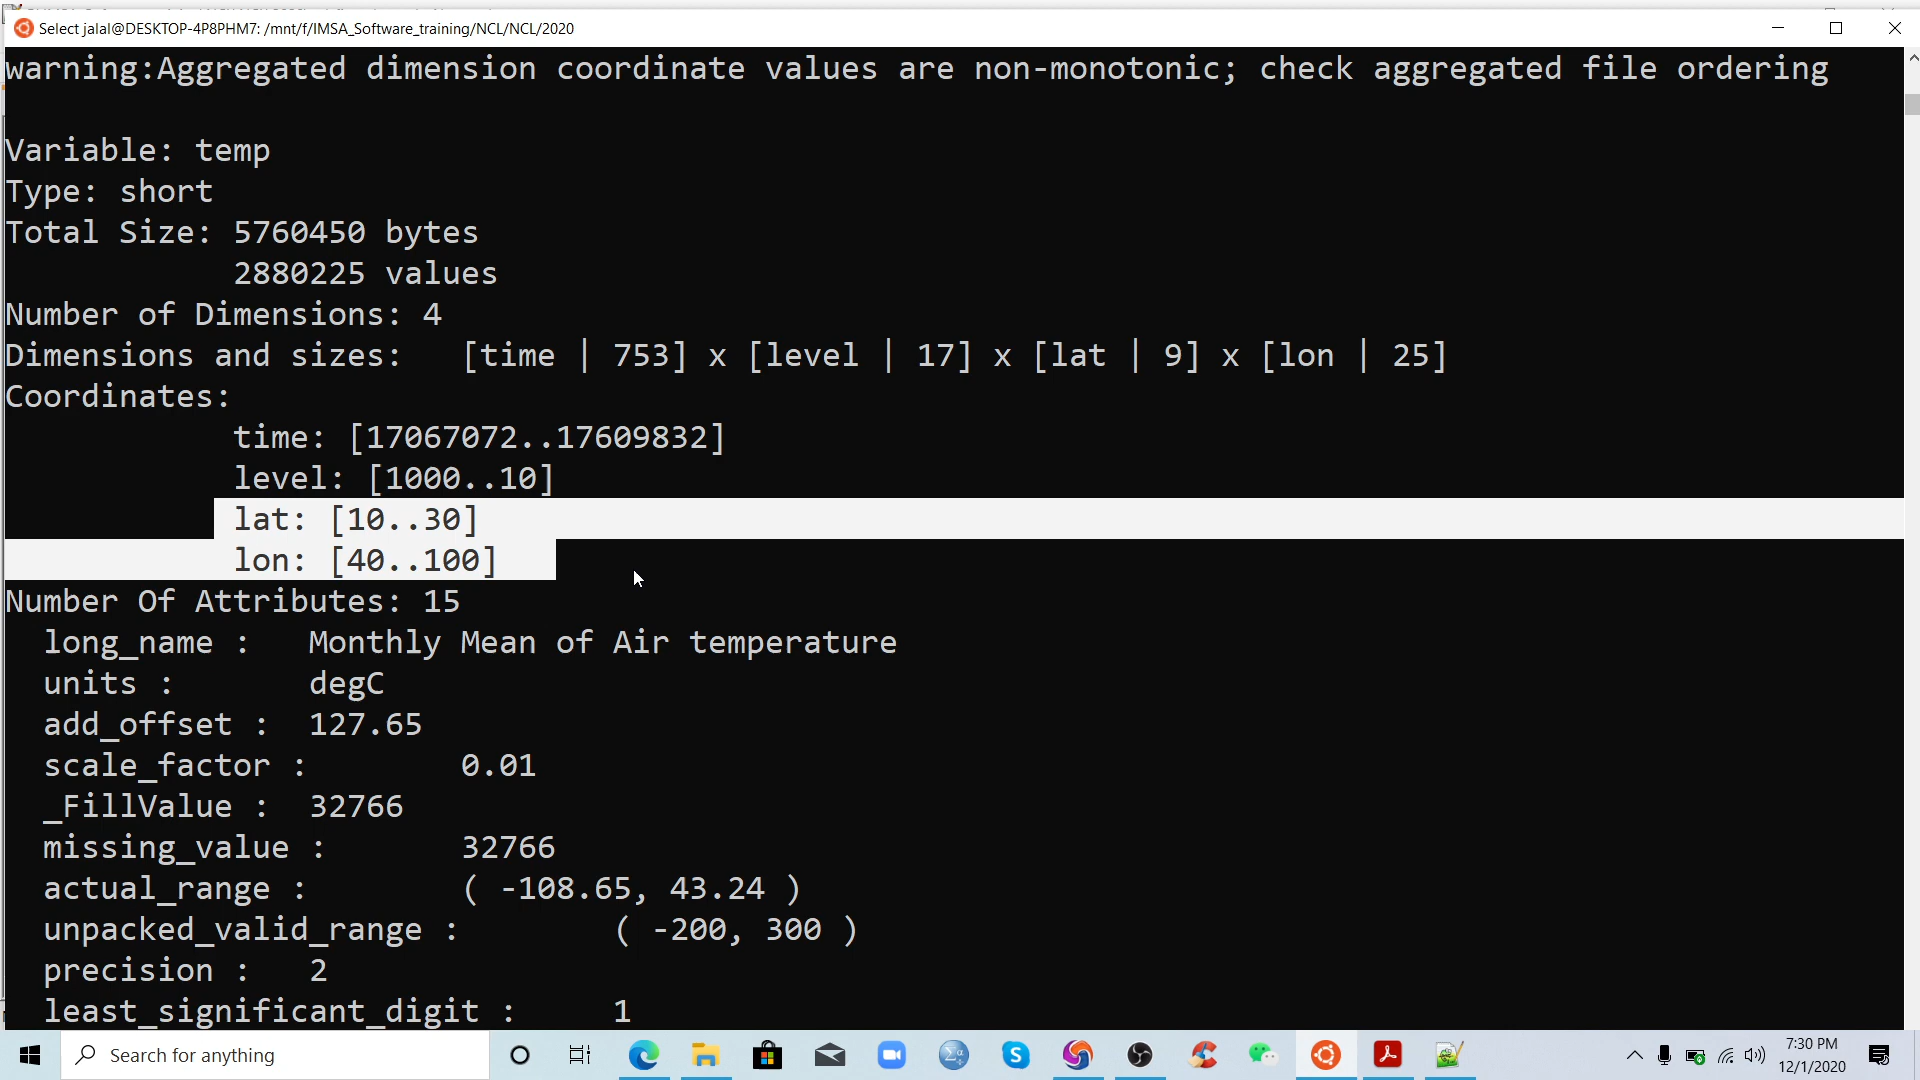 Select jalal@DESKTOP-4P8PHM7: /mnt/f/IMSA_Software_training/NCL/NCL/2020
warning:Aggregated dimension coordinate values are non-monotonic; check aggregated file ordering
Variable: temp
Type: short
Total Size: 5760450 bytes
2880225 values
Number of Dimensions: 4
Dimensions and sizes: [time | 753] x [level | 17] x [lat | 9] x [lon | 25]
Coordinates:
time: [17067072..17609832]
level: [1000..10]
lat: [10..30]
lon: [40..100]
Number Of Attributes: 15
long_name : Monthly Mean of Air temperature
units : degC
add_offset : 127.65
scale_factor : 0.01
_FillValue : 32766
missing_value : 32766
actual_range : ( -108.65, 43.24 )
unpacked_valid_range : ( -200, 300 )
precision : 2
least_significant_digit : 1
Search for anything
7:30 PM
12/1/2020